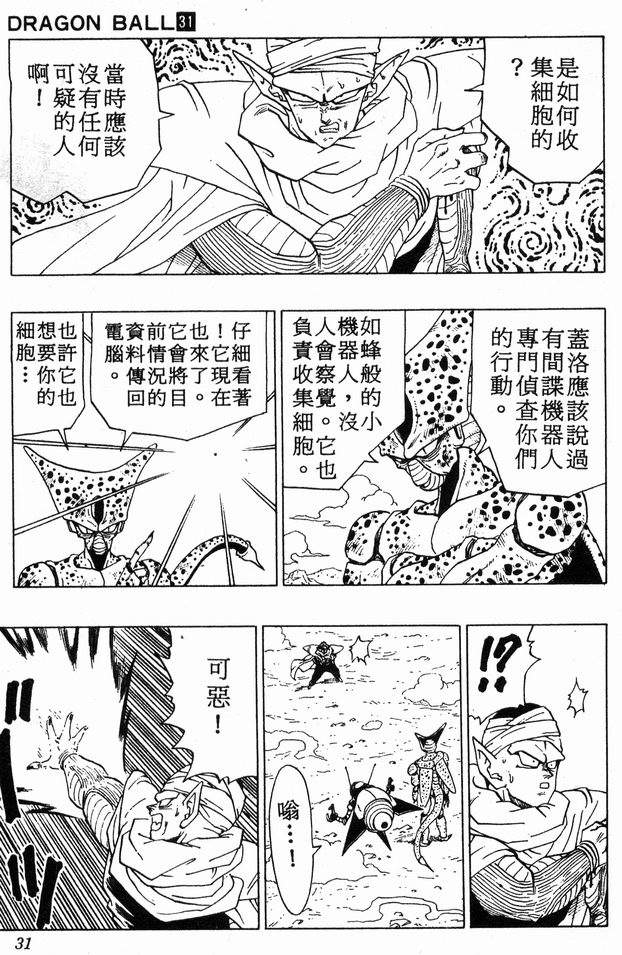 DRAGON BALL 31
是如何收
集細胞的
?
當時應該
沒有任何
可疑的人
啊!
蓋洛應該說過
有間諜機器人
專門偵查你們
的行動。
如蜂般的小
機器人,沒
人會察覺。它也
負責收集細胞。
仔細看著
!它現在
也來了。
它會將目
前情況的
資料傳回
電腦。
也許它也
想要你的
細胞…
!?
嗡…!
可惡!
31